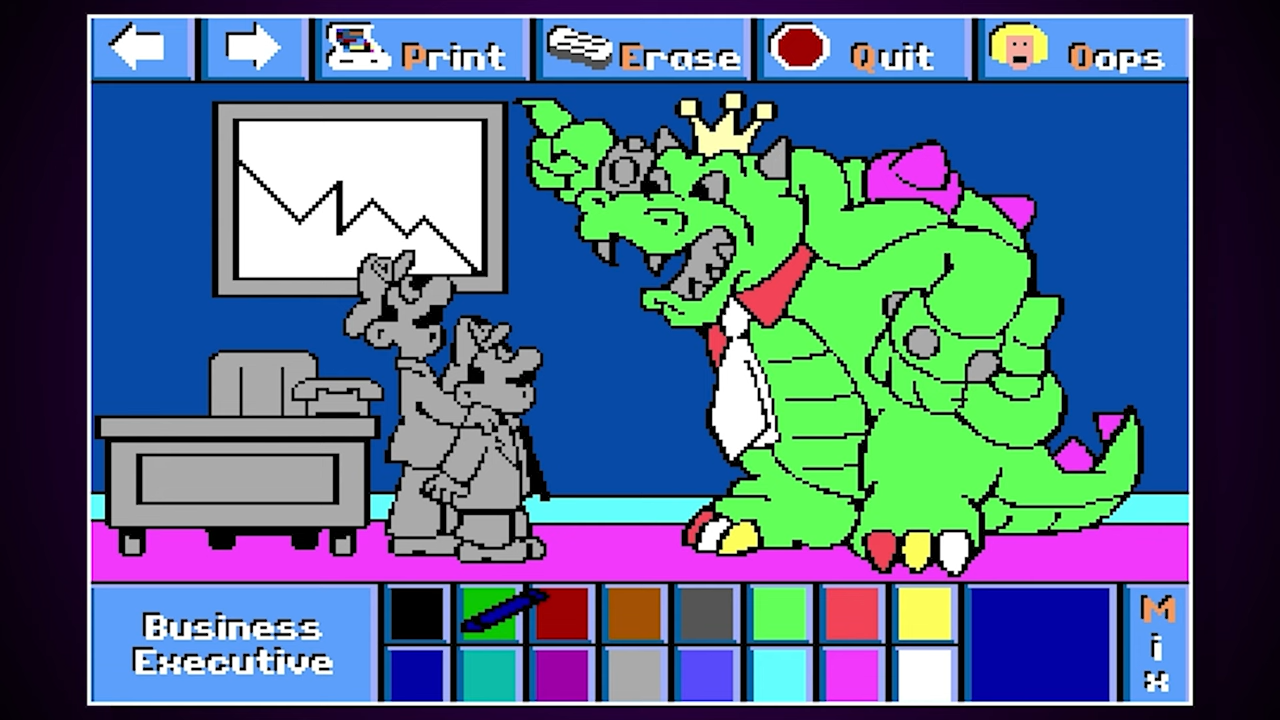 Print
Erase
Quit
Oops
Business
Executive
Mix